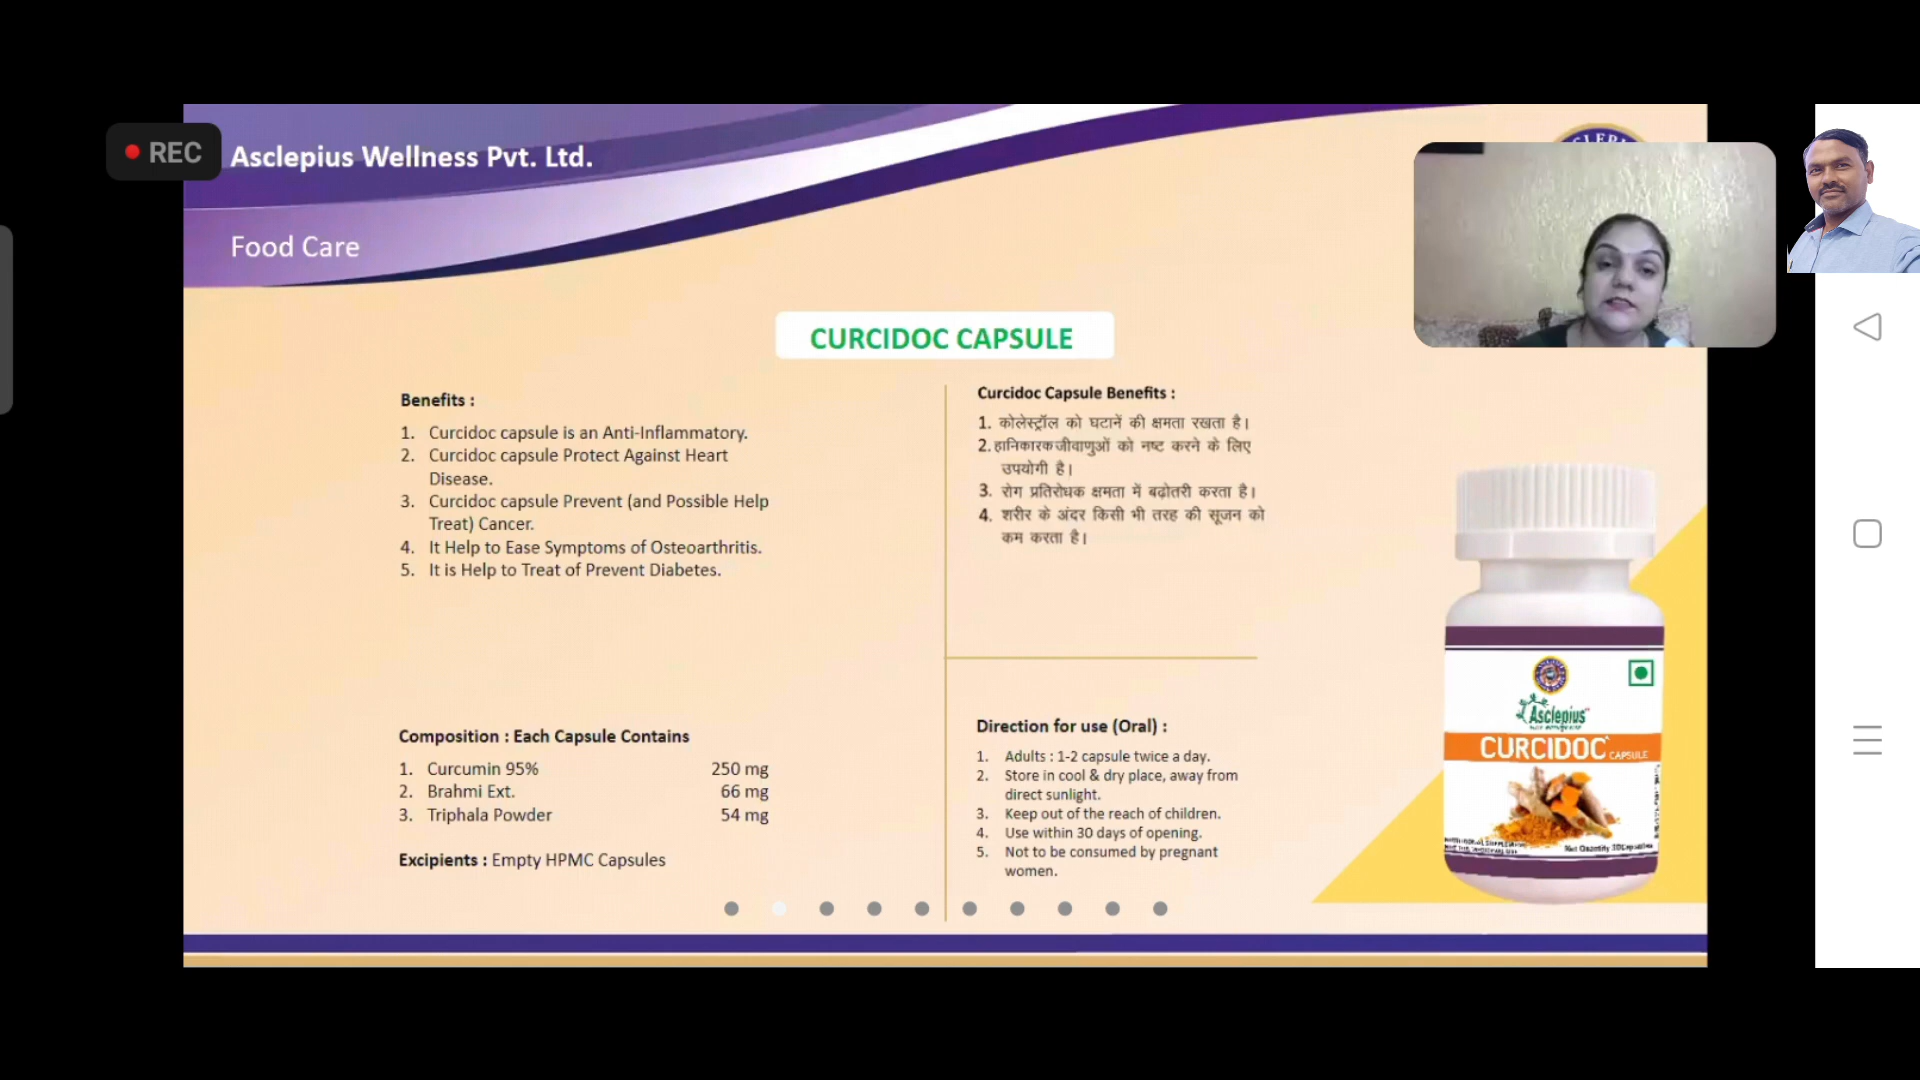 REC
Asclepius Wellness Pvt. Ltd.
Food Care
CURCIDOC CAPSULE
Benefits :
1. Curcidoc capsule is an Anti-Inflammatory.
2. Curcidoc capsule Protect Against Heart
Disease.
3. Curcidoc capsule Prevent (and Possible Help
Treat) Cancer.
4. It Help to Ease Symptoms of Osteoarthritis.
5. It is Help to Treat of Prevent Diabetes.
Composition : Each Capsule Contains
1. Curcumin 95% 250 mg
2. Brahmi Ext. 66 mg
3. Triphala Powder 54 mg
Excipients : Empty HPMC Capsules
Curcidoc Capsule Benefits :
1. कोलेस्ट्रॉल को घटानें की क्षमता रखता है।
2. हानिकारक जीवाणुओं को नष्ट करने के लिए
उपयोगी है।
3. रोग प्रतिरोधक क्षमता में बढ़ोतरी करता है।
4. शरीर के अंदर किसी भी तरह की सूजन को
कम करता है।
Direction for use (Oral) :
1. Adults : 1-2 capsule twice a day.
2. Store in cool & dry place, away from
direct sunlight.
3. Keep out of the reach of children.
4. Use within 30 days of opening.
5. Not to be consumed by pregnant
women.
Asclepius
CURCIDOC CAPSULE
Net Quantity